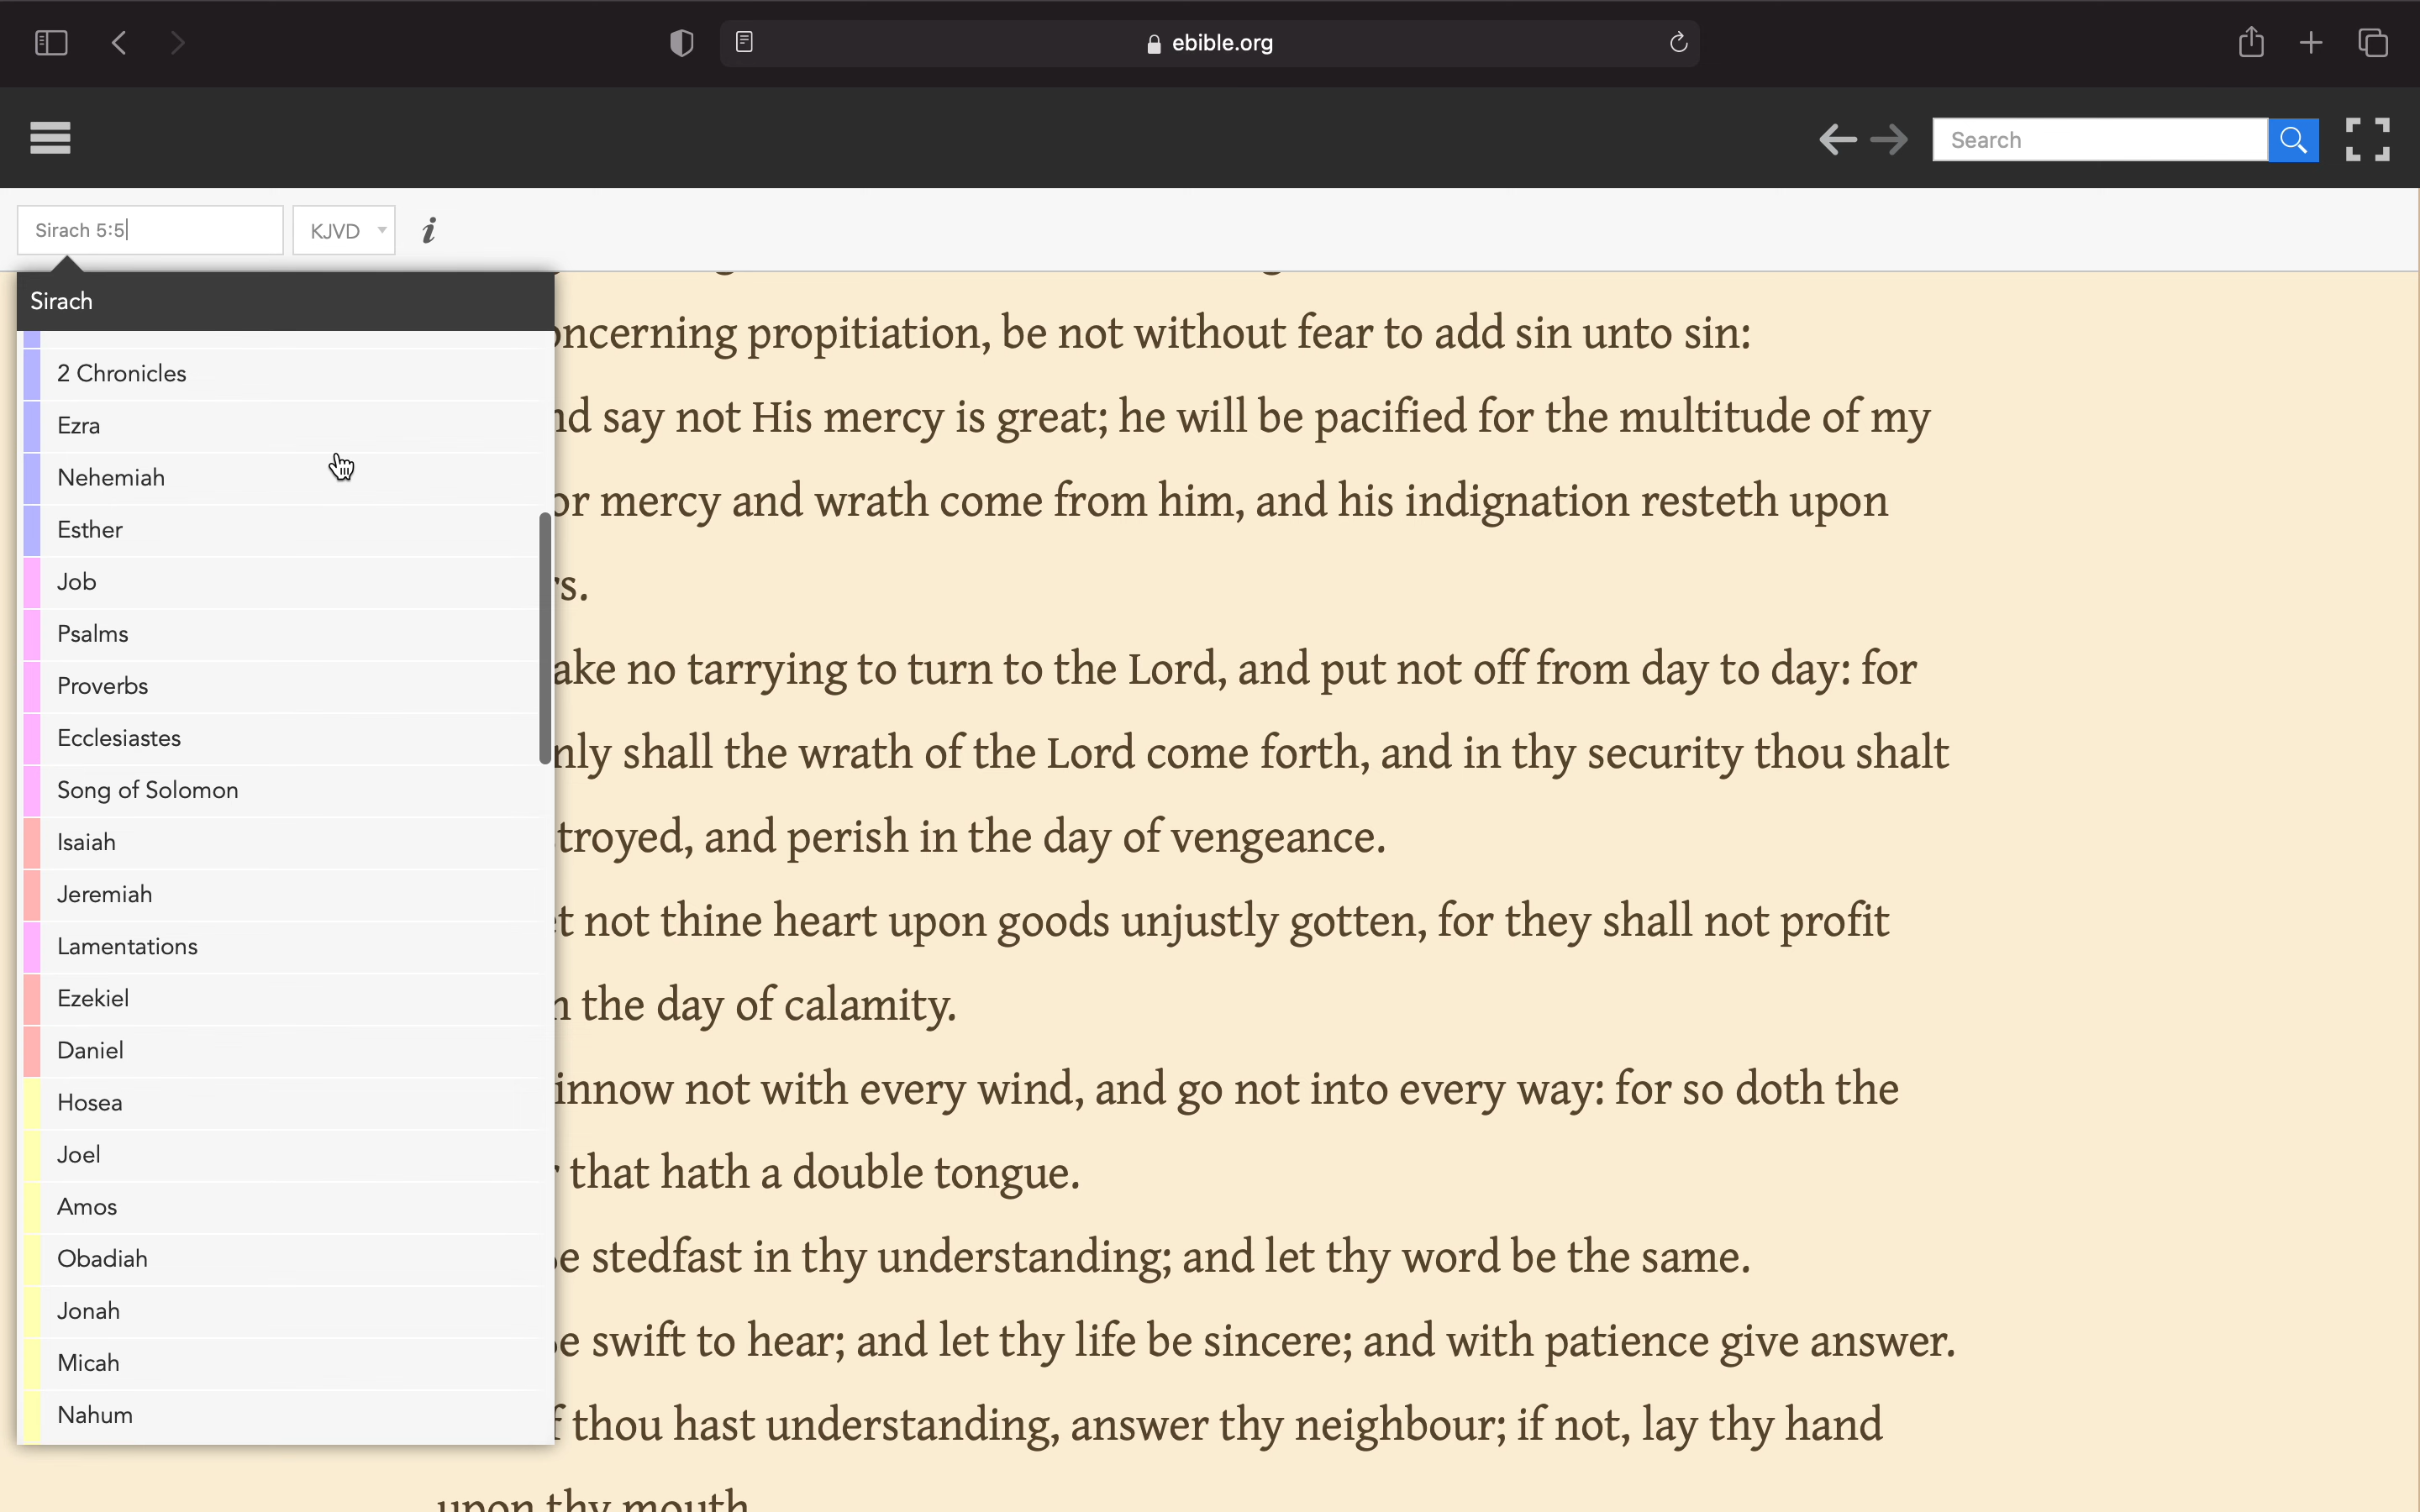 ebible.org
Search
Sirach 5:5
KJVD
i
Sirach
2 Chronicles
Ezra
Nehemiah
Esther
Job
Psalms
Proverbs
Ecclesiastes
Song of Solomon
Isaiah
Jeremiah
Lamentations
Ezekiel
Daniel
Hosea
Joel
Amos
Obadiah
Jonah
Micah
Nahum
ncerning propitiation, be not without fear to add sin unto sin:
nd say not His mercy is great; he will be pacified for the multitude of my
or mercy and wrath come from him, and his indignation resteth upon
rs.
ake no tarrying to turn to the Lord, and put not off from day to day: for
nly shall the wrath of the Lord come forth, and in thy security thou shalt
troyed, and perish in the day of vengeance.
t not thine heart upon goods unjustly gotten, for they shall not profit
n the day of calamity.
innow not with every wind, and go not into every way: for so doth the
that hath a double tongue.
e stedfast in thy understanding; and let thy word be the same.
e swift to hear; and let thy life be sincere; and with patience give answer.
f thou hast understanding, answer thy neighbour; if not, lay thy hand
upon thy mouth